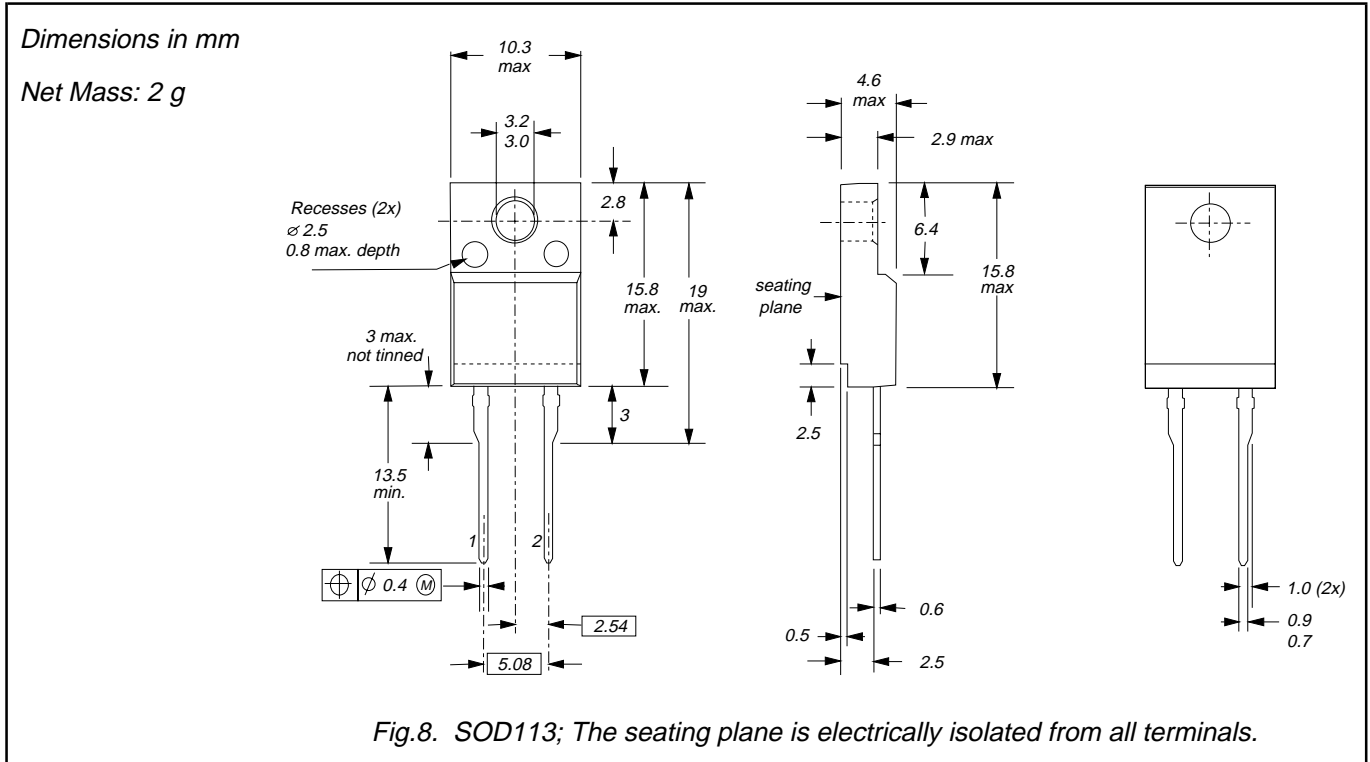 Dimensions in mm
Net Mass: 2 g
10.3
max
3.2
3.0
2.8
Recesses (2x)
⌀ 2.5
0.8 max. depth
15.8
max.
19
max.
3 max.
not tinned
3
13.5
min.
1
2
⌀ 0.4 Ⓜ
2.54
5.08
4.6
max
2.9 max
6.4
seating
plane
15.8
max
2.5
0.6
0.5
2.5
1.0 (2x)
0.9
0.7
Fig.8. SOD113; The seating plane is electrically isolated from all terminals.